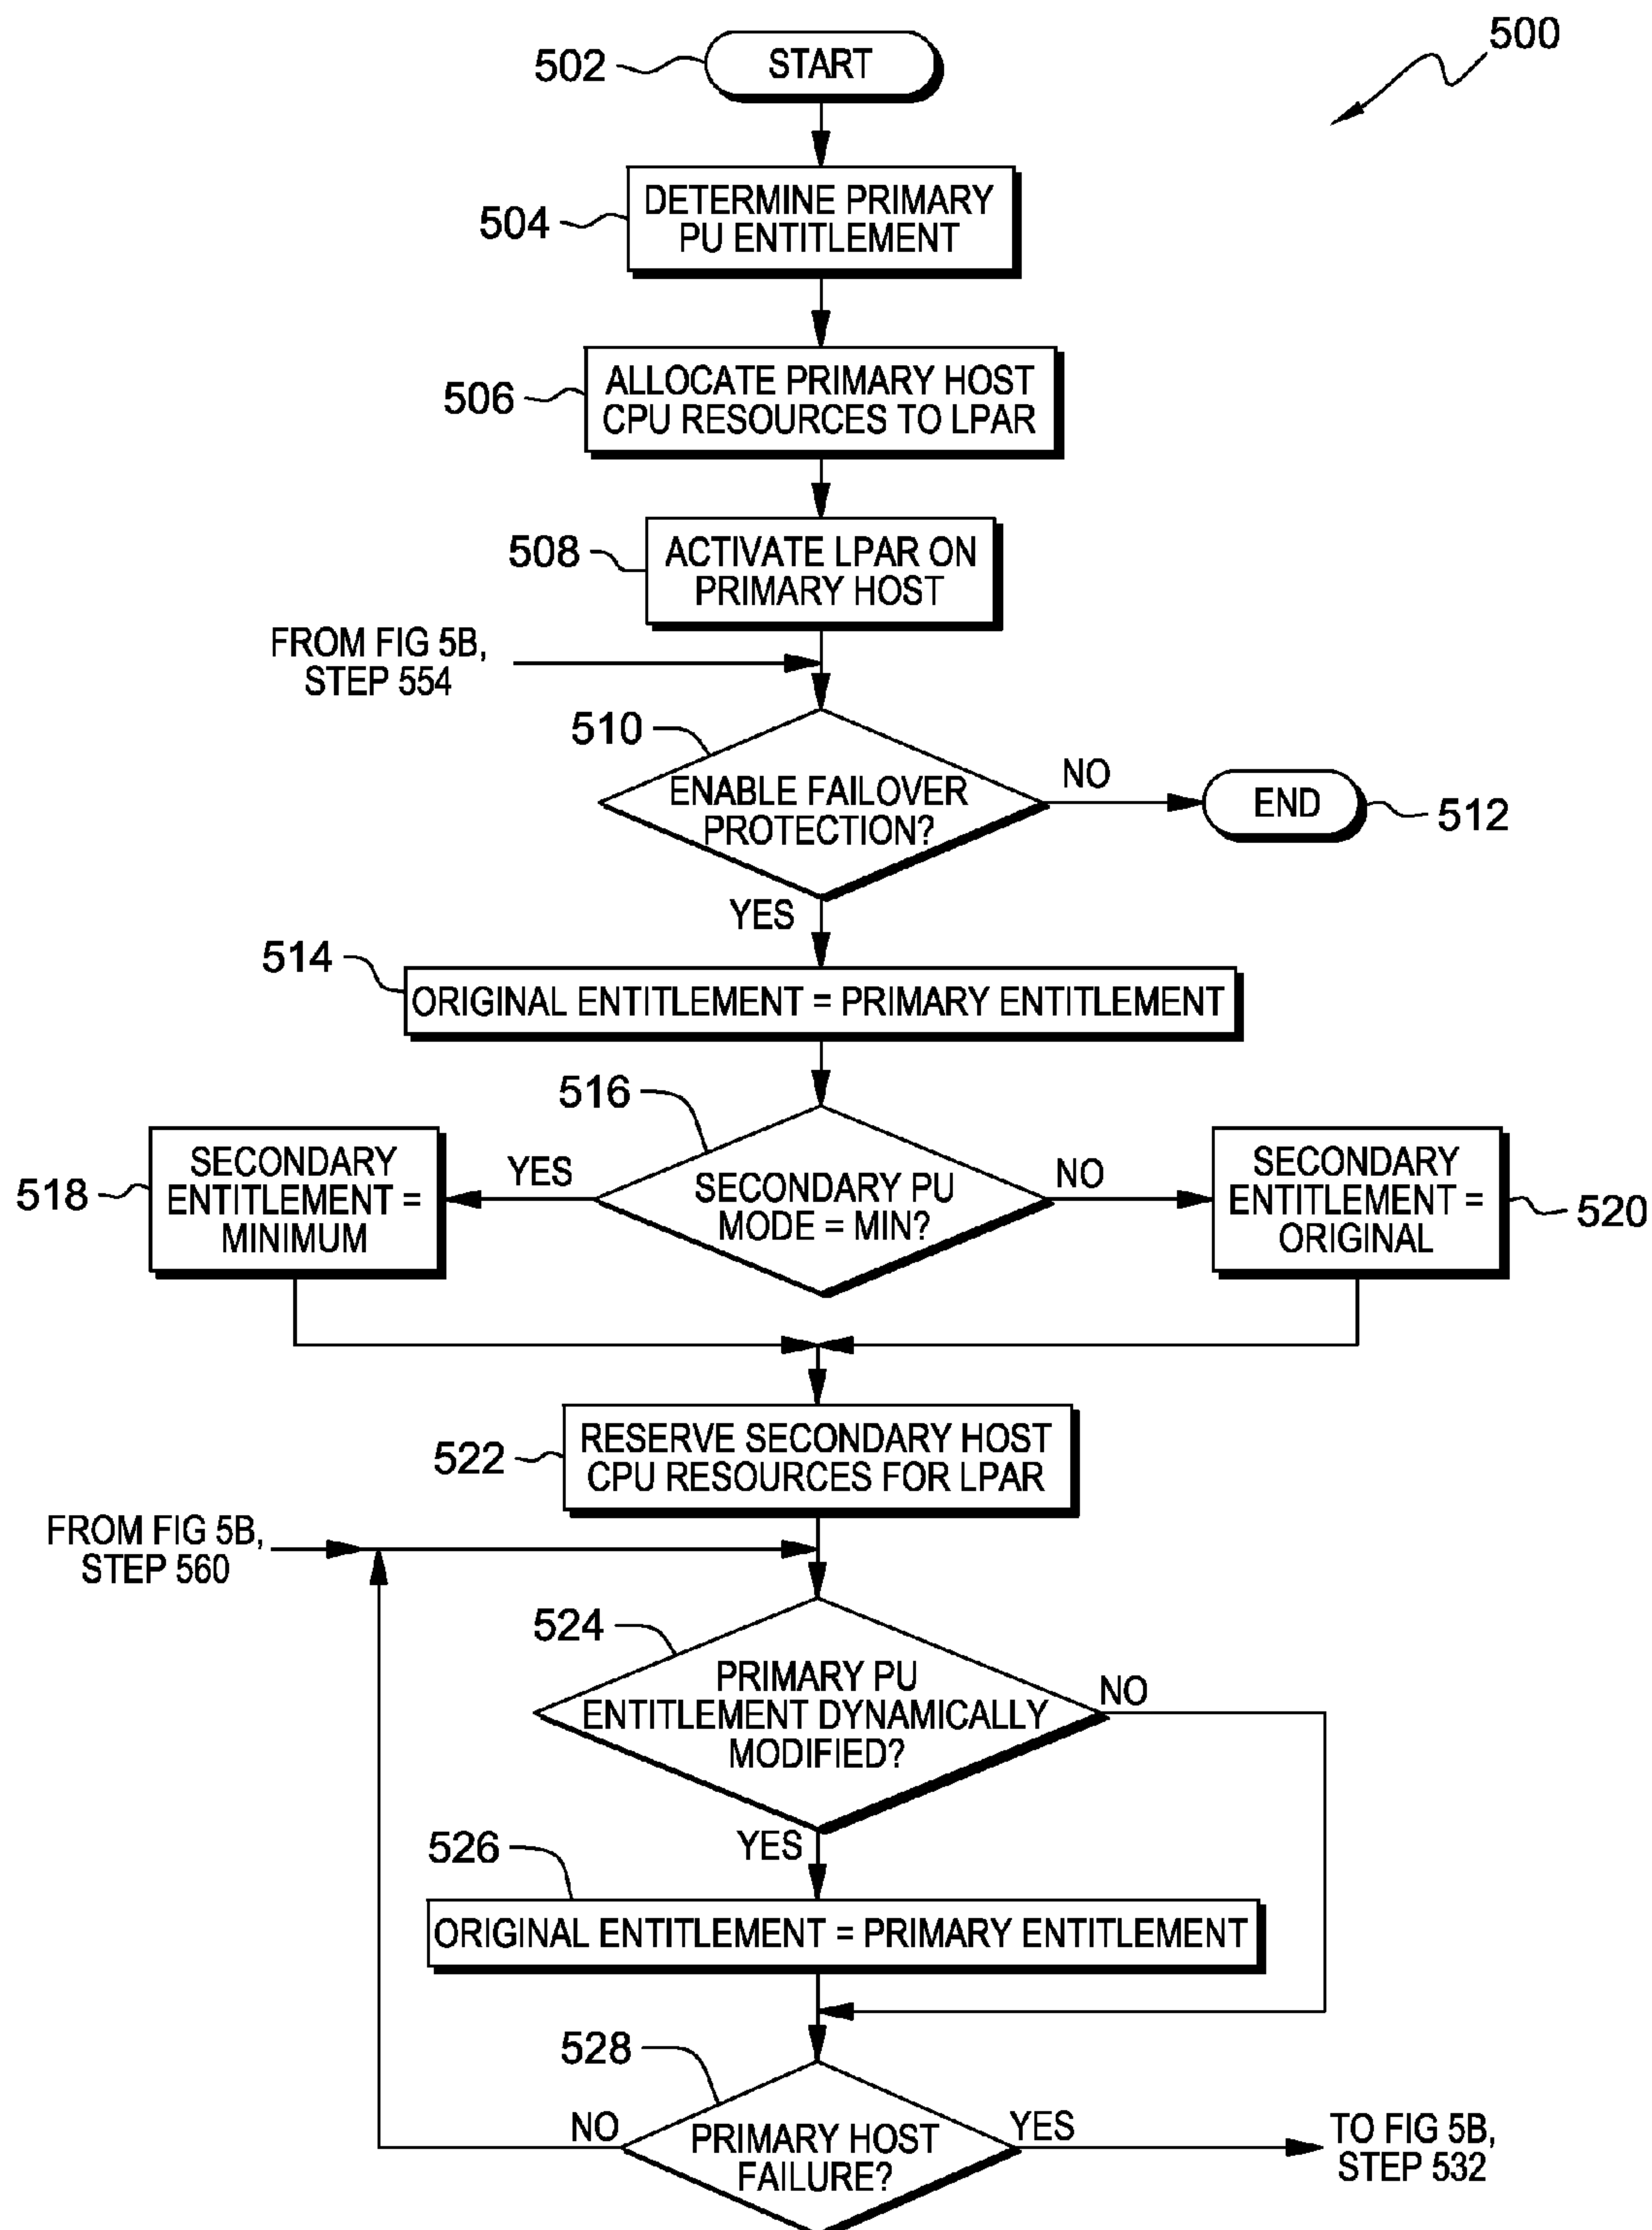 500
502
START
504
DETERMINE PRIMARY
PU ENTITLEMENT
506
ALLOCATE PRIMARY HOST
CPU RESOURCES TO LPAR
508
ACTIVATE LPAR ON
PRIMARY HOST
FROM FIG 5B,
STEP 554
510
ENABLE FAILOVER
PROTECTION?
NO
END
512
YES
514
ORIGINAL ENTITLEMENT = PRIMARY ENTITLEMENT
516
SECONDARY PU
MODE = MIN?
YES
518
SECONDARY
ENTITLEMENT =
MINIMUM
NO
SECONDARY
ENTITLEMENT =
ORIGINAL
520
522
RESERVE SECONDARY HOST
CPU RESOURCES FOR LPAR
FROM FIG 5B,
STEP 560
524
PRIMARY PU
ENTITLEMENT DYNAMICALLY
MODIFIED?
NO
YES
526
ORIGINAL ENTITLEMENT = PRIMARY ENTITLEMENT
528
PRIMARY HOST
FAILURE?
NO
YES
TO FIG 5B,
STEP 532